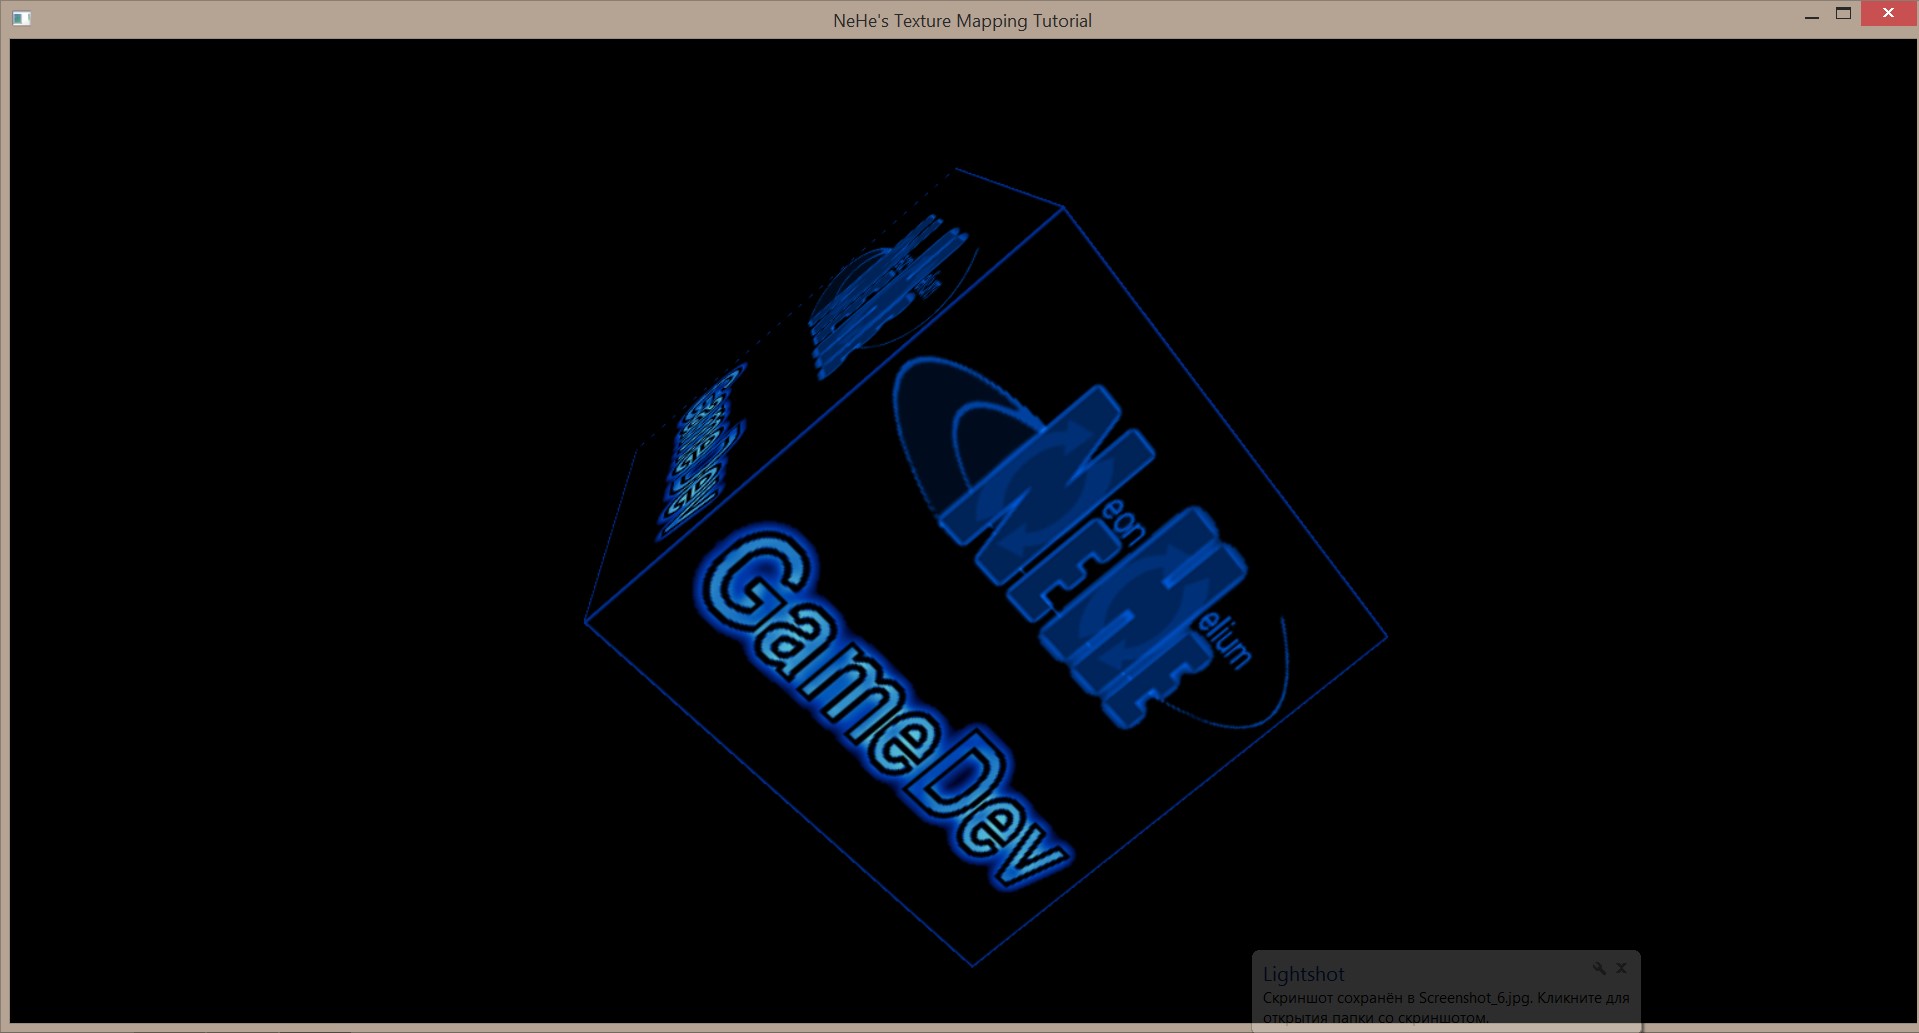 NeHe's Texture Mapping Tutorial
NEHE
eon
elium
GameDev
Lightshot
Скриншот сохранён в Screenshot_6.jpg. Кликните для
открытия папки со скриншотом.